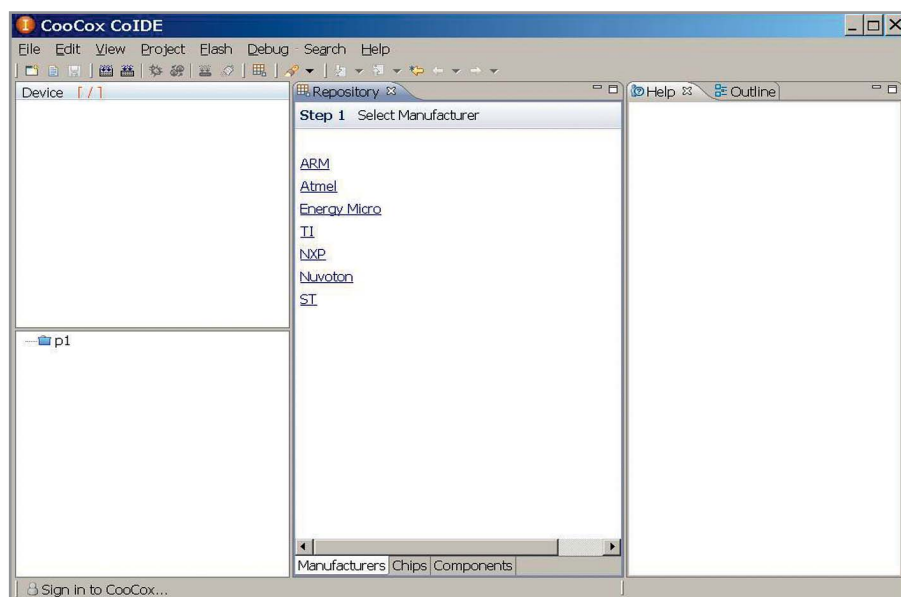 CooCox CoIDE
File Edit View Project Flash Debug Search Help
Device [ / ]
Repository
Step 1 Select Manufacturer
ARM
Atmel
Energy Micro
TI
NXP
Nuvoton
ST
Manufacturers Chips Components
Help Outline
p1
Sign in to CooCox...